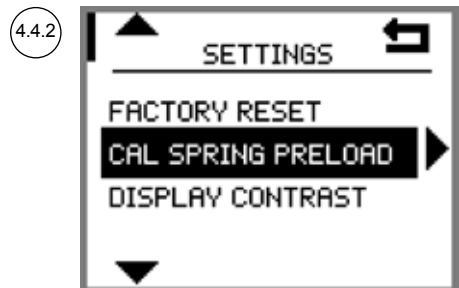 4.4.2
SETTINGS
FACTORY RESET
CAL SPRING PRELOAD
DISPLAY CONTRAST